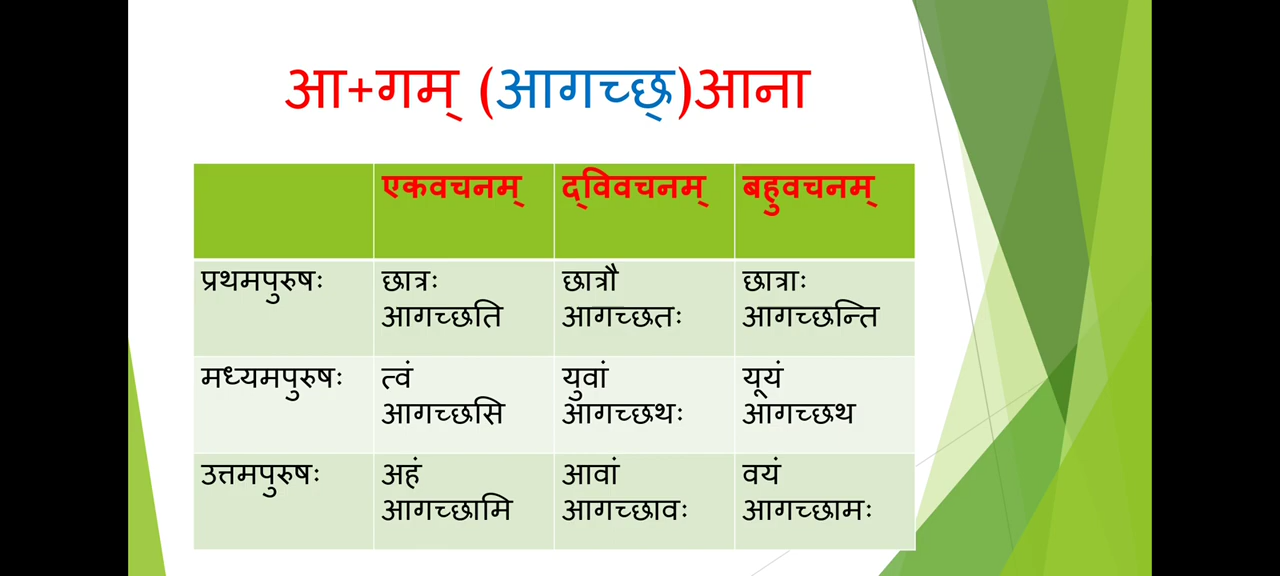 आ+गम् (आगच्छ्)आना
एकवचनम् द्विवचनम् बहुवचनम्
प्रथमपुरुषः छात्रः आगच्छति छात्रौ आगच्छतः छात्राः आगच्छन्ति
मध्यमपुरुषः त्वं आगच्छसि युवां आगच्छथः यूयं आगच्छथ
उत्तमपुरुषः अहं आगच्छामि आवां आगच्छावः वयं आगच्छामः